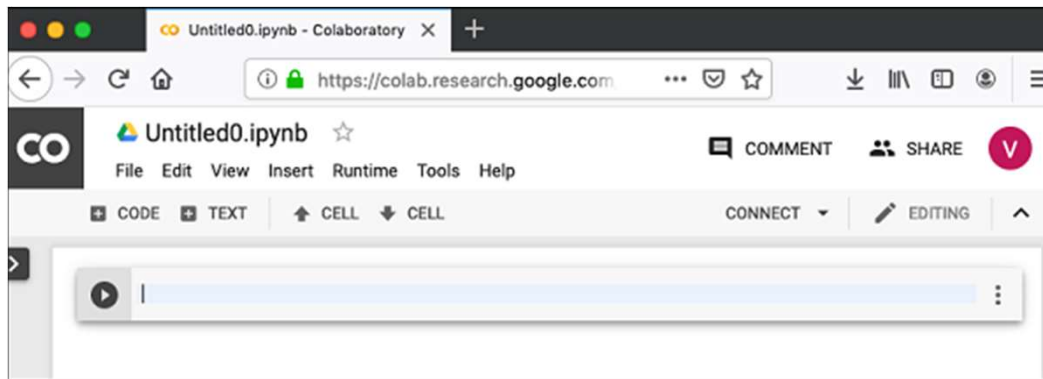 CO Untitled0.ipynb - Colaboratory
https://colab.research.google.com
CO Untitled0.ipynb COMMENT SHARE V
File Edit View Insert Runtime Tools Help
CODE TEXT CELL CELL CONNECT EDITING